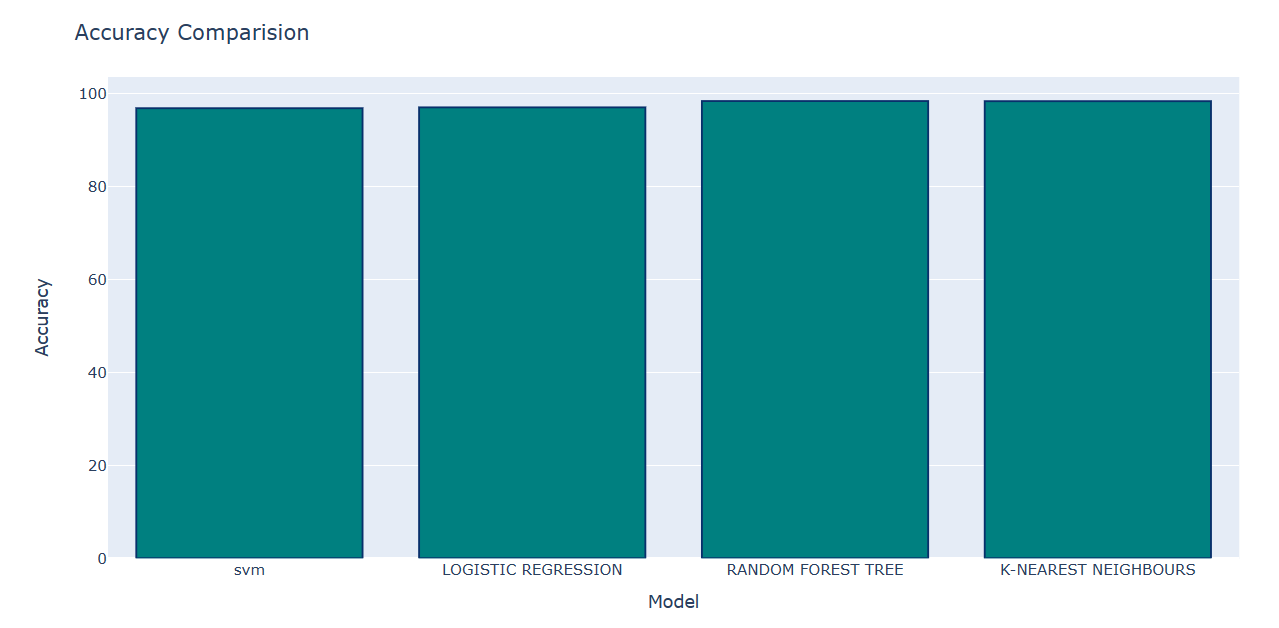 Accuracy Comparision
100
80
60
40
20
0
Accuracy
svm
LOGISTIC REGRESSION
RANDOM FOREST TREE
K-NEAREST NEIGHBOURS
Model